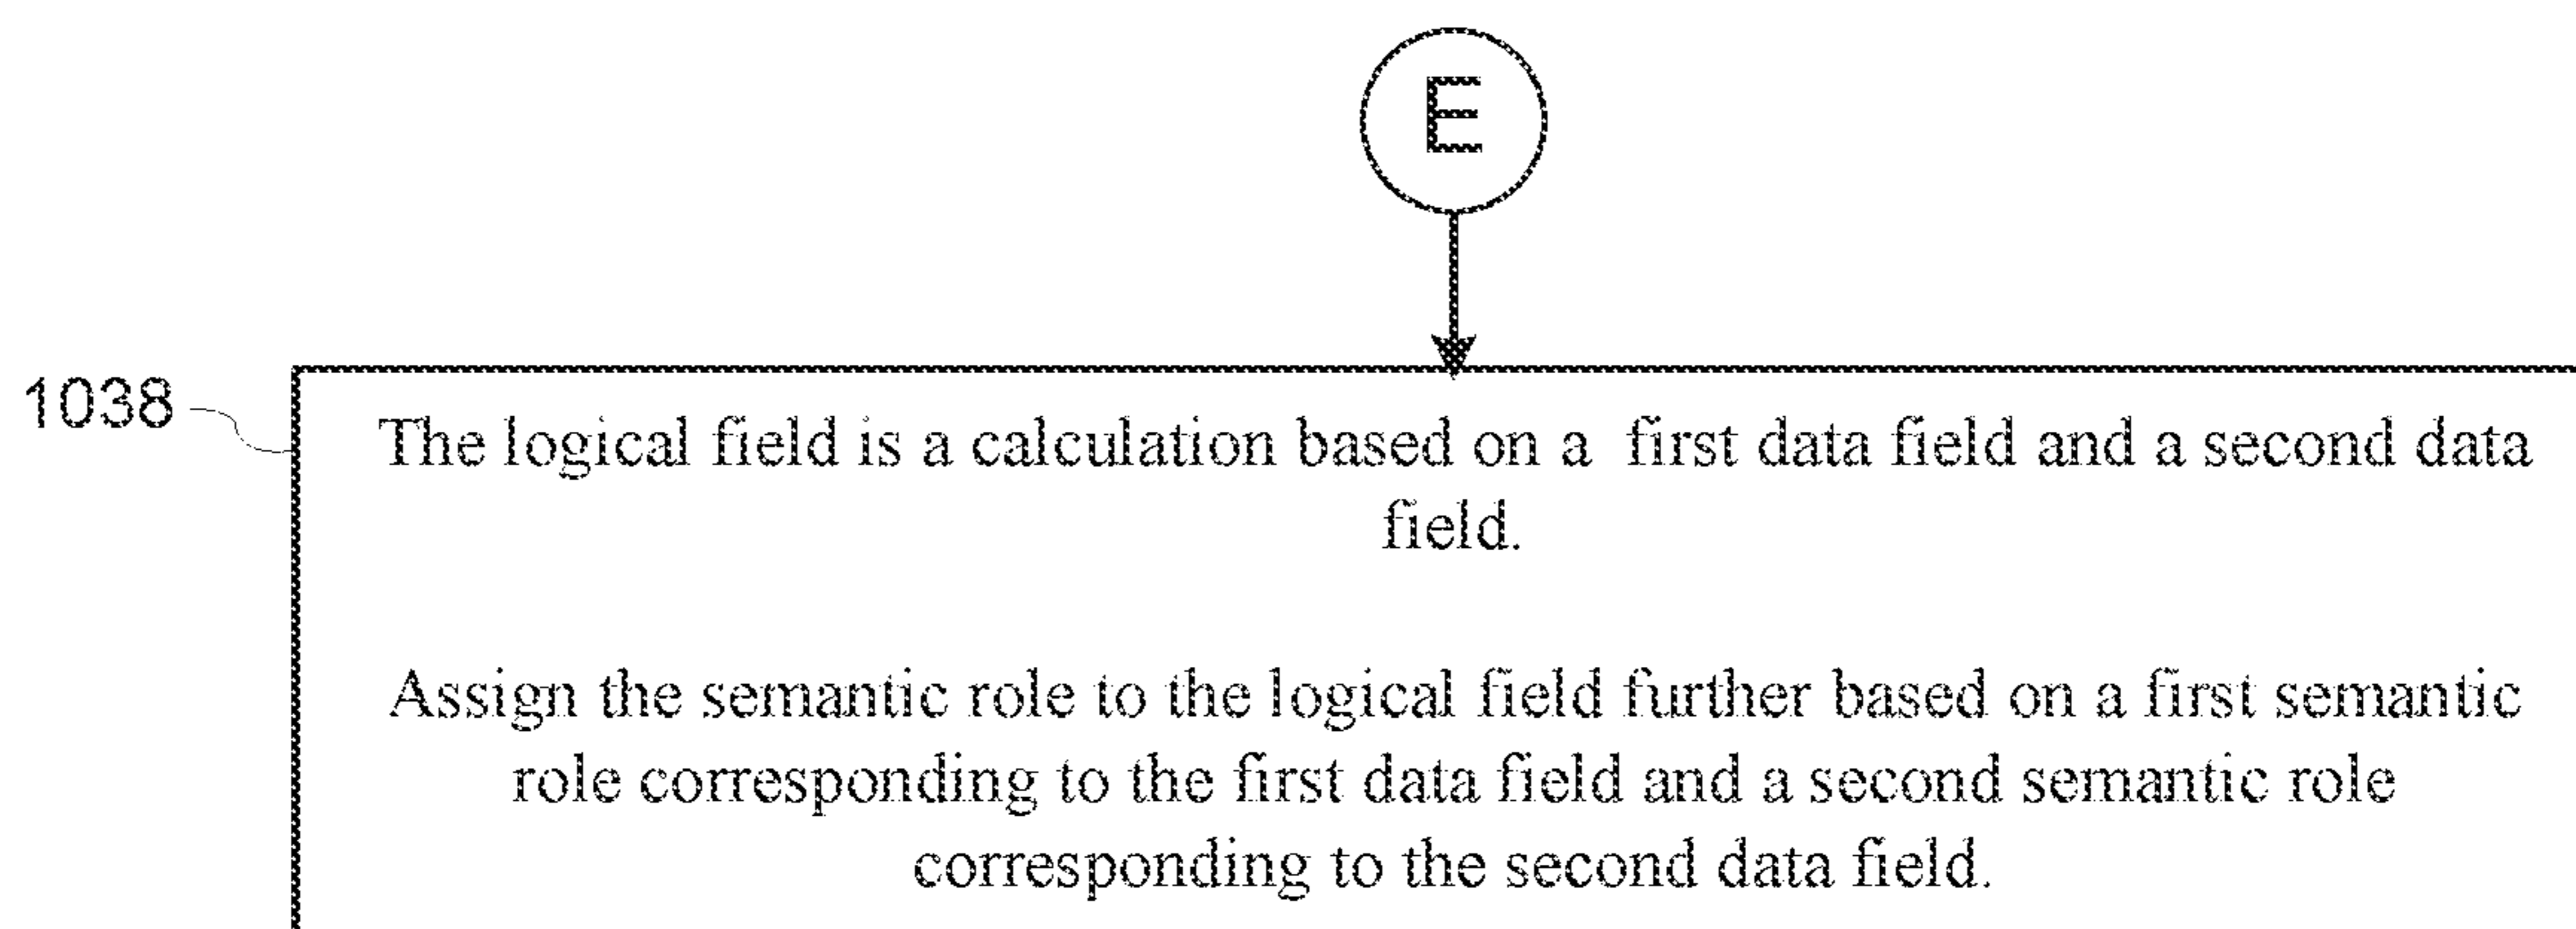 E
1038
The logical field is a calculation based on a first data field and a second data
field.
Assign the semantic role to the logical field further based on a first semantic
role corresponding to the first data field and a second semantic role
corresponding to the second data field.